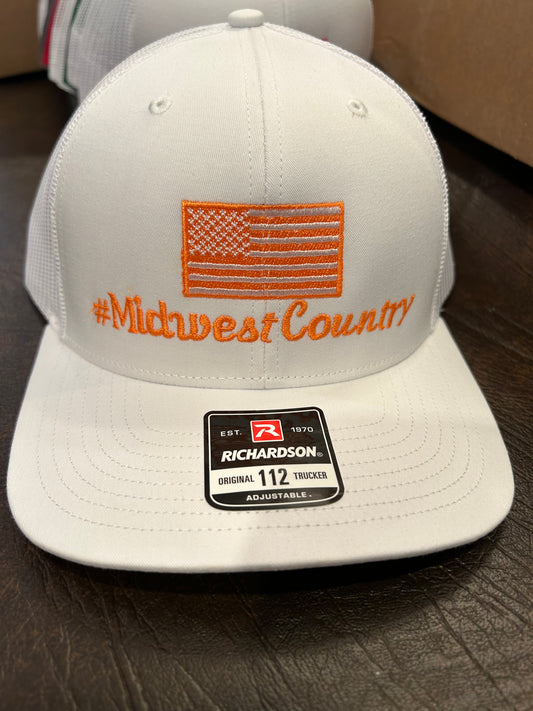 #MidwestCountry
EST. R 1970
RICHARDSON®
ORIGINAL 112 TRUCKER
ADJUSTABLE.